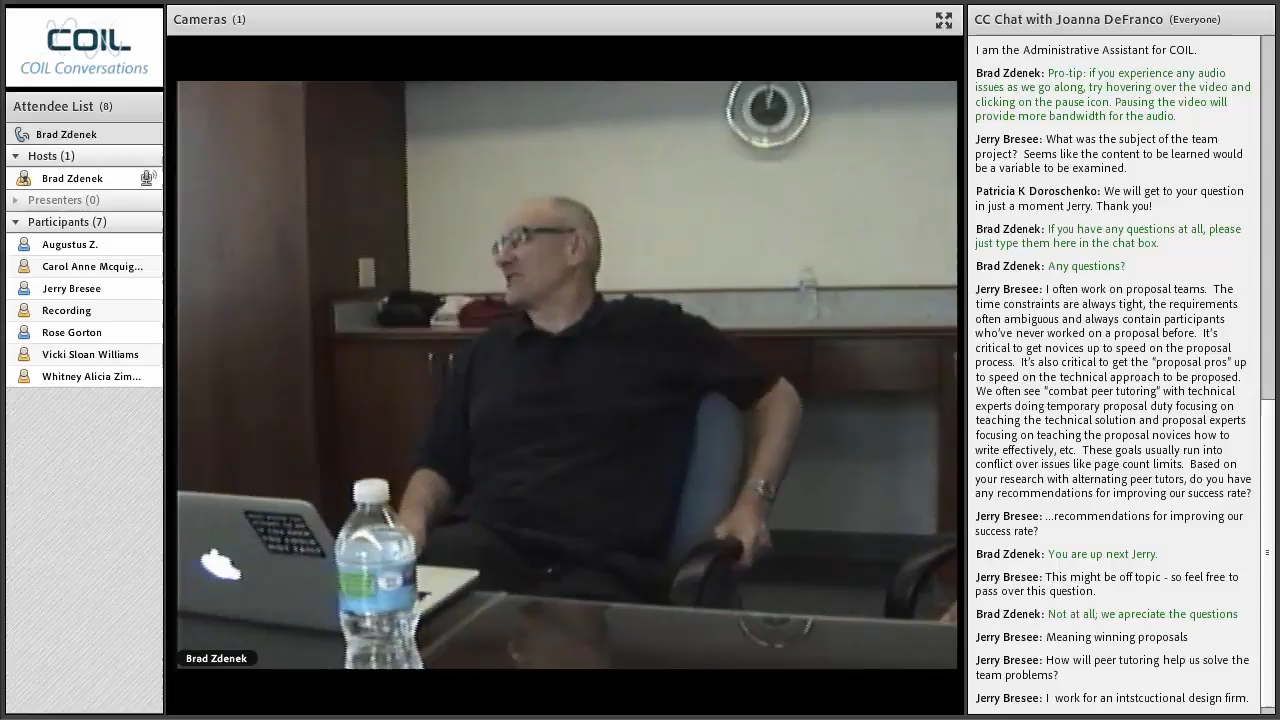 COIL
COIL Conversations
Attendee List (8)
Brad Zdenek
Hosts (1)
Brad Zdenek
Presenters (0)
Participants (7)
Augustus Z.
Carol Anne Mcquig...
Jerry Bresee
Recording
Rose Gorton
Vicki Sloan Williams
Whitney Alicia Zim...
Cameras (1)
Brad Zdenek
CC Chat with Joanna DeFranco (Everyone)
I am the Administrative Assistant for COIL.
Brad Zdenek: Pro-tip: if you experience any audio
issues as we go along, try hovering over the video and
clicking on the pause icon. Pausing the video will
provide more bandwidth for the audio.
Jerry Bresee: What was the subject of the team
project? Seems like the content to be learned would
be a variable to be examined.
Patricia K Doroschenko: We will get to your question
in just a moment Jerry. Thank you!
Brad Zdenek: If you have any questions at all, please
just type them here in the chat box.
Brad Zdenek: Any questions?
Jerry Bresee: I often work on proposal teams. The
time constraints are always tight, the requirements
often ambiguous and always contain participants
who've never worked on a proposal before. It's
critical to get novices up to speed on the proposal
process. It's also critical to get the "proposal pros" up
to speed on the technical approach to be proposed.
We often see "combat peer tutoring" with technical
experts doing temporary proposal duty focusing on
teaching the technical solution and proposal experts
focusing on teaching the proposal novices how to
write effectively, etc. These goals usually run into
conflict over issues like page count limits. Based on
your research with alternating peer tutors, do you have
any recommendations for improving our success rate?
Jerry Bresee: ...recommendations for improving our
success rate?
Brad Zdenek: You are up next Jerry.
Jerry Bresee: This might be off topic - so feel free to
pass over this question.
Brad Zdenek: Not at all; we apreciate the questions
Jerry Bresee: Meaning winning proposals
Jerry Bresee: How will peer tutoring help us solve the
team problems?
Jerry Bresee: I work for an intstcuctional design firm.